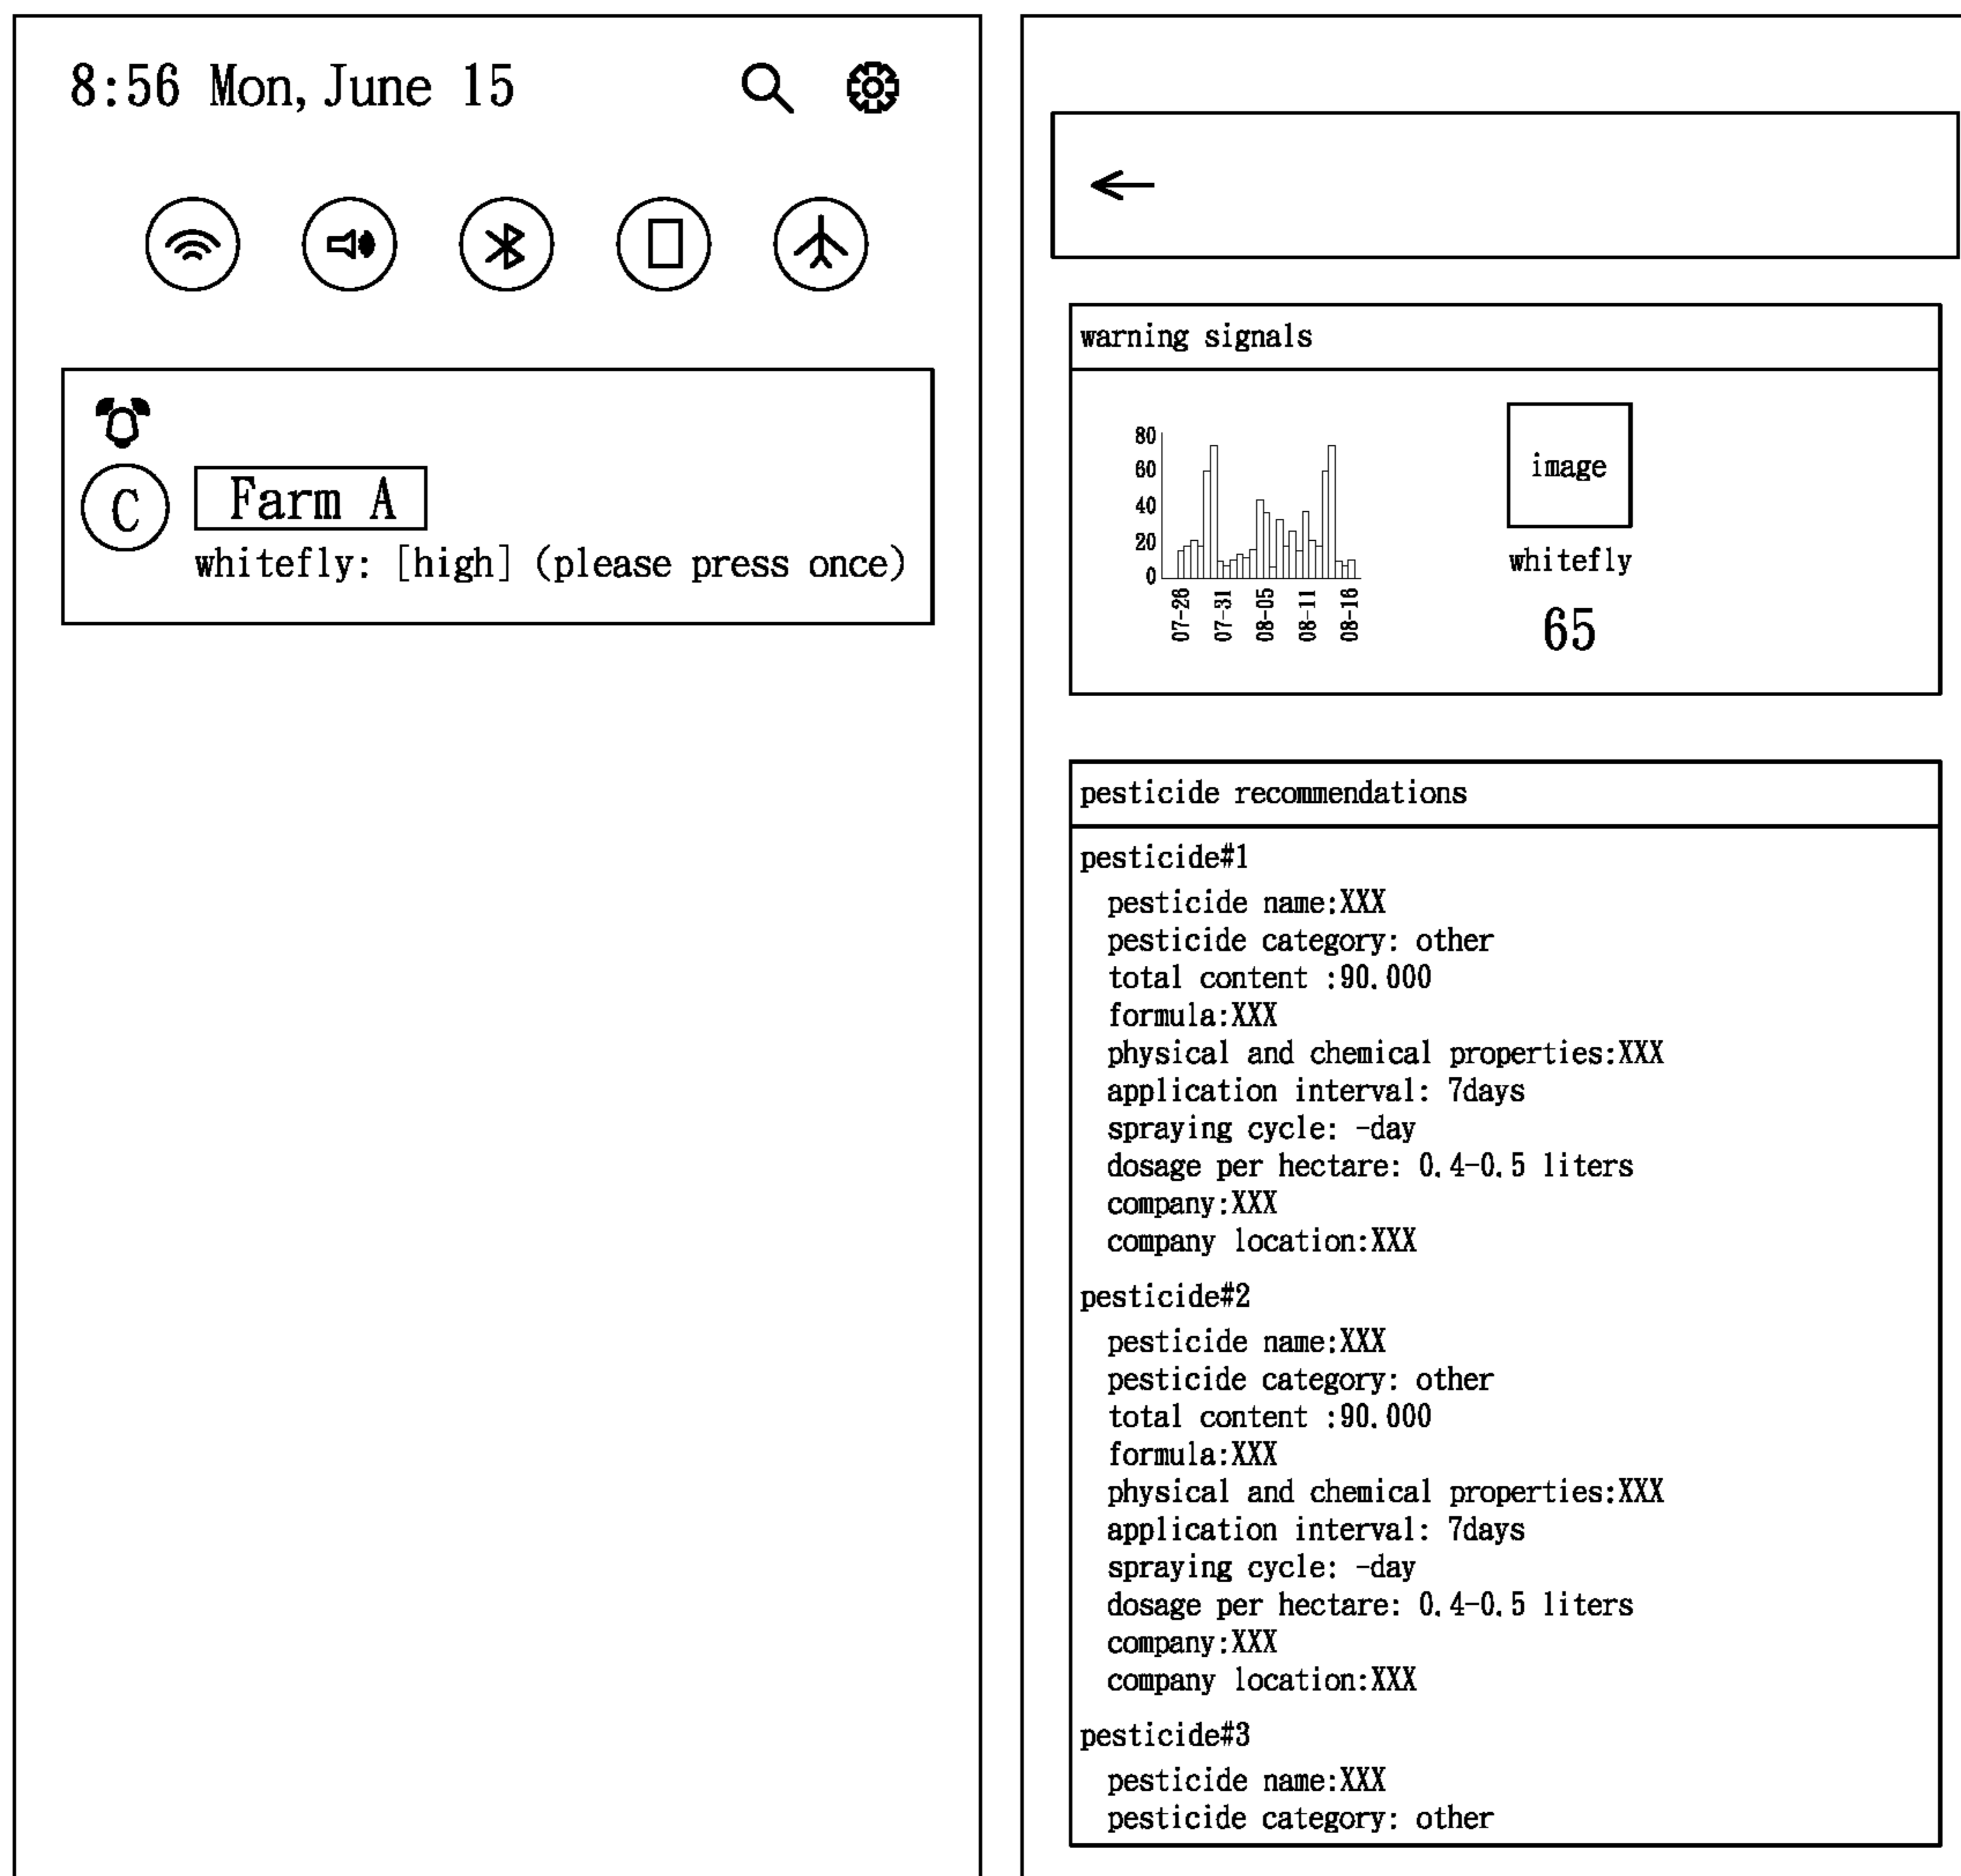 8:56 Mon, June 15
C
Farm A
whitefly: [high] (please press once)
warning signals
80
60
40
20
0
07-26
07-31
08-05
08-11
08-16
image
whitefly
65
pesticide recommendations
pesticide#1
pesticide name:XXX
pesticide category: other
total content :90.000
formula:XXX
physical and chemical properties:XXX
application interval: 7days
spraying cycle: -day
dosage per hectare: 0.4-0.5 liters
company:XXX
company location:XXX
pesticide#2
pesticide name:XXX
pesticide category: other
total content :90.000
formula:XXX
physical and chemical properties:XXX
application interval: 7days
spraying cycle: -day
dosage per hectare: 0.4-0.5 liters
company:XXX
company location:XXX
pesticide#3
pesticide name:XXX
pesticide category: other